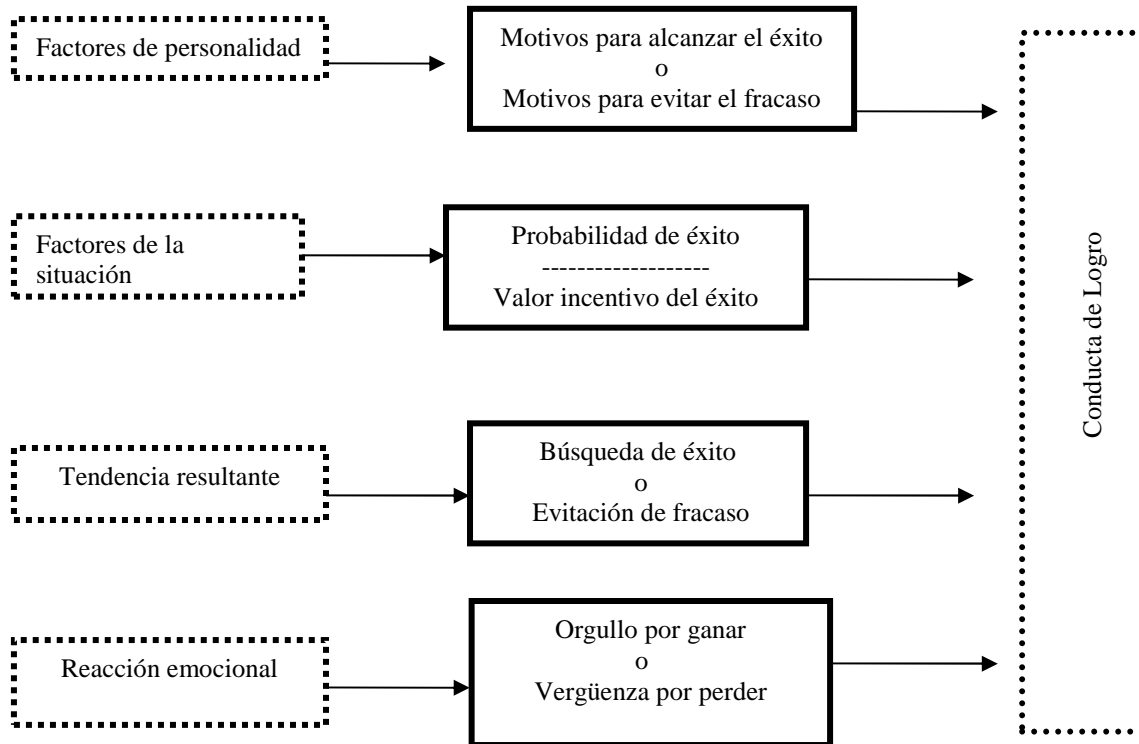 Factores de personalidad
Motivos para alcanzar el éxito
o
Motivos para evitar el fracaso
Factores de la
situación
Probabilidad de éxito
-------------------
Valor incentivo del éxito
Tendencia resultante
Búsqueda de éxito
o
Evitación de fracaso
Reacción emocional
Orgullo por ganar
o
Vergüenza por perder
Conducta de Logro